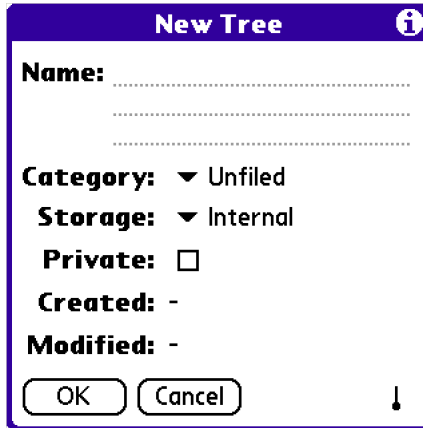 New Tree
Name:
Category: Unfiled
Storage: Internal
Private:
Created: -
Modified: -
OK Cancel